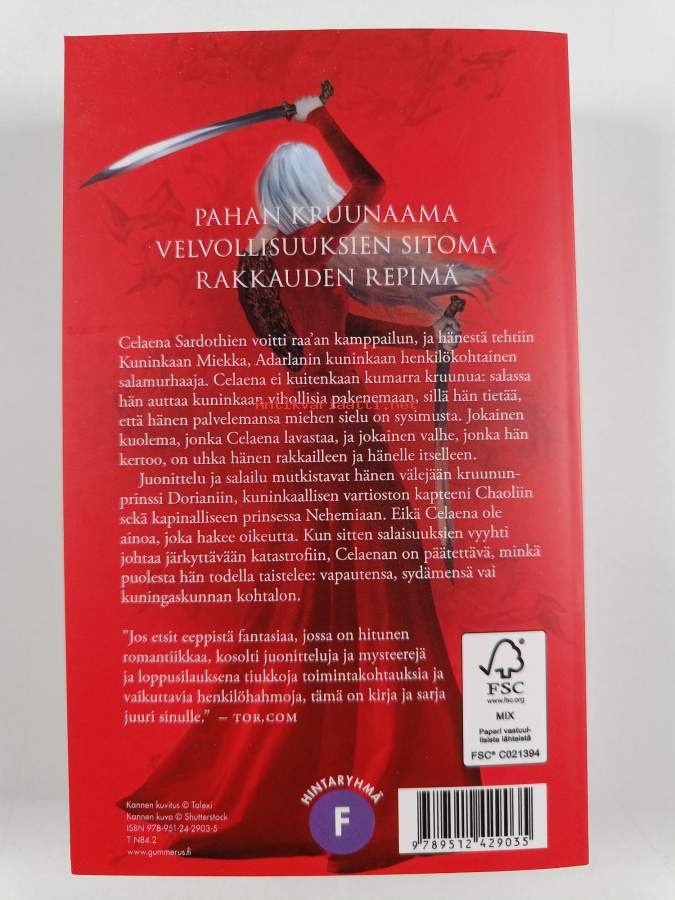 PAHAN KRUUNAAMA
VELVOLLISUUKSIEN SITOMA
RAKKAUDEN REPIMÄ
Celaena Sardothien voitti raa'an kamppailun, ja hänestä tehtiin
Kuninkaan Miekka, Adarlanin kuninkaan henkilökohtainen
salamurhaaja. Celaena ei kuitenkaan kumarra kruunua: salassa
hän auttaa kuninkaan vihollisia pakenemaan, sillä hän tietää,
Antikvariaatti.net
että hänen palvelemansa miehen sielu on sysimusta. Jokainen
kuolema, jonka Celaena lavastaa, ja jokainen valhe, jonka hän
kertoo, on uhka hänen rakkailleen ja hänelle itselleen.
Juonittelu ja salailu mutkistavat hänen välejään kruunun-
prinssi Dorianiin, kuninkaallisen vartioston kapteeni Chaoliin
sekä kapinalliseen prinsessa Nehemiaan. Eikä Celaena ole
ainoa, joka hakee oikeutta. Kun sitten salaisuuksien vyyhti
johtaa järkyttävään katastrofiin, Celaenan on päätettävä, minkä
puolesta hän todella taistelee: vapautensa, sydämensä vai
kuningaskunnan kohtalon.
"Jos etsit eeppistä fantasiaa, jossa on hitunen
romantiikkaa, kosolti juonitteluja ja mysteerejä
ja loppusilauksena tiukkoja toimintakohtauksia ja
vaikuttavia henkilöhahmoja, tämä on kirja ja sarja
juuri sinulle." – TOR.COM
FSC
www.fsc.org
MIX
Paperi vastuul-
lisista lähteistä
FSC® C021394
Kannen kuvitus © Talexi
Kannen kuva © Shutterstock
ISBN 978-951-24-2903-5
T N84.2
www.gummerus.fi
HINTARYHMÄ
F
9 789512 429035